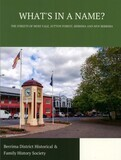 WHAT'S IN A NAME?
Berrima District Historical &
Family History Society